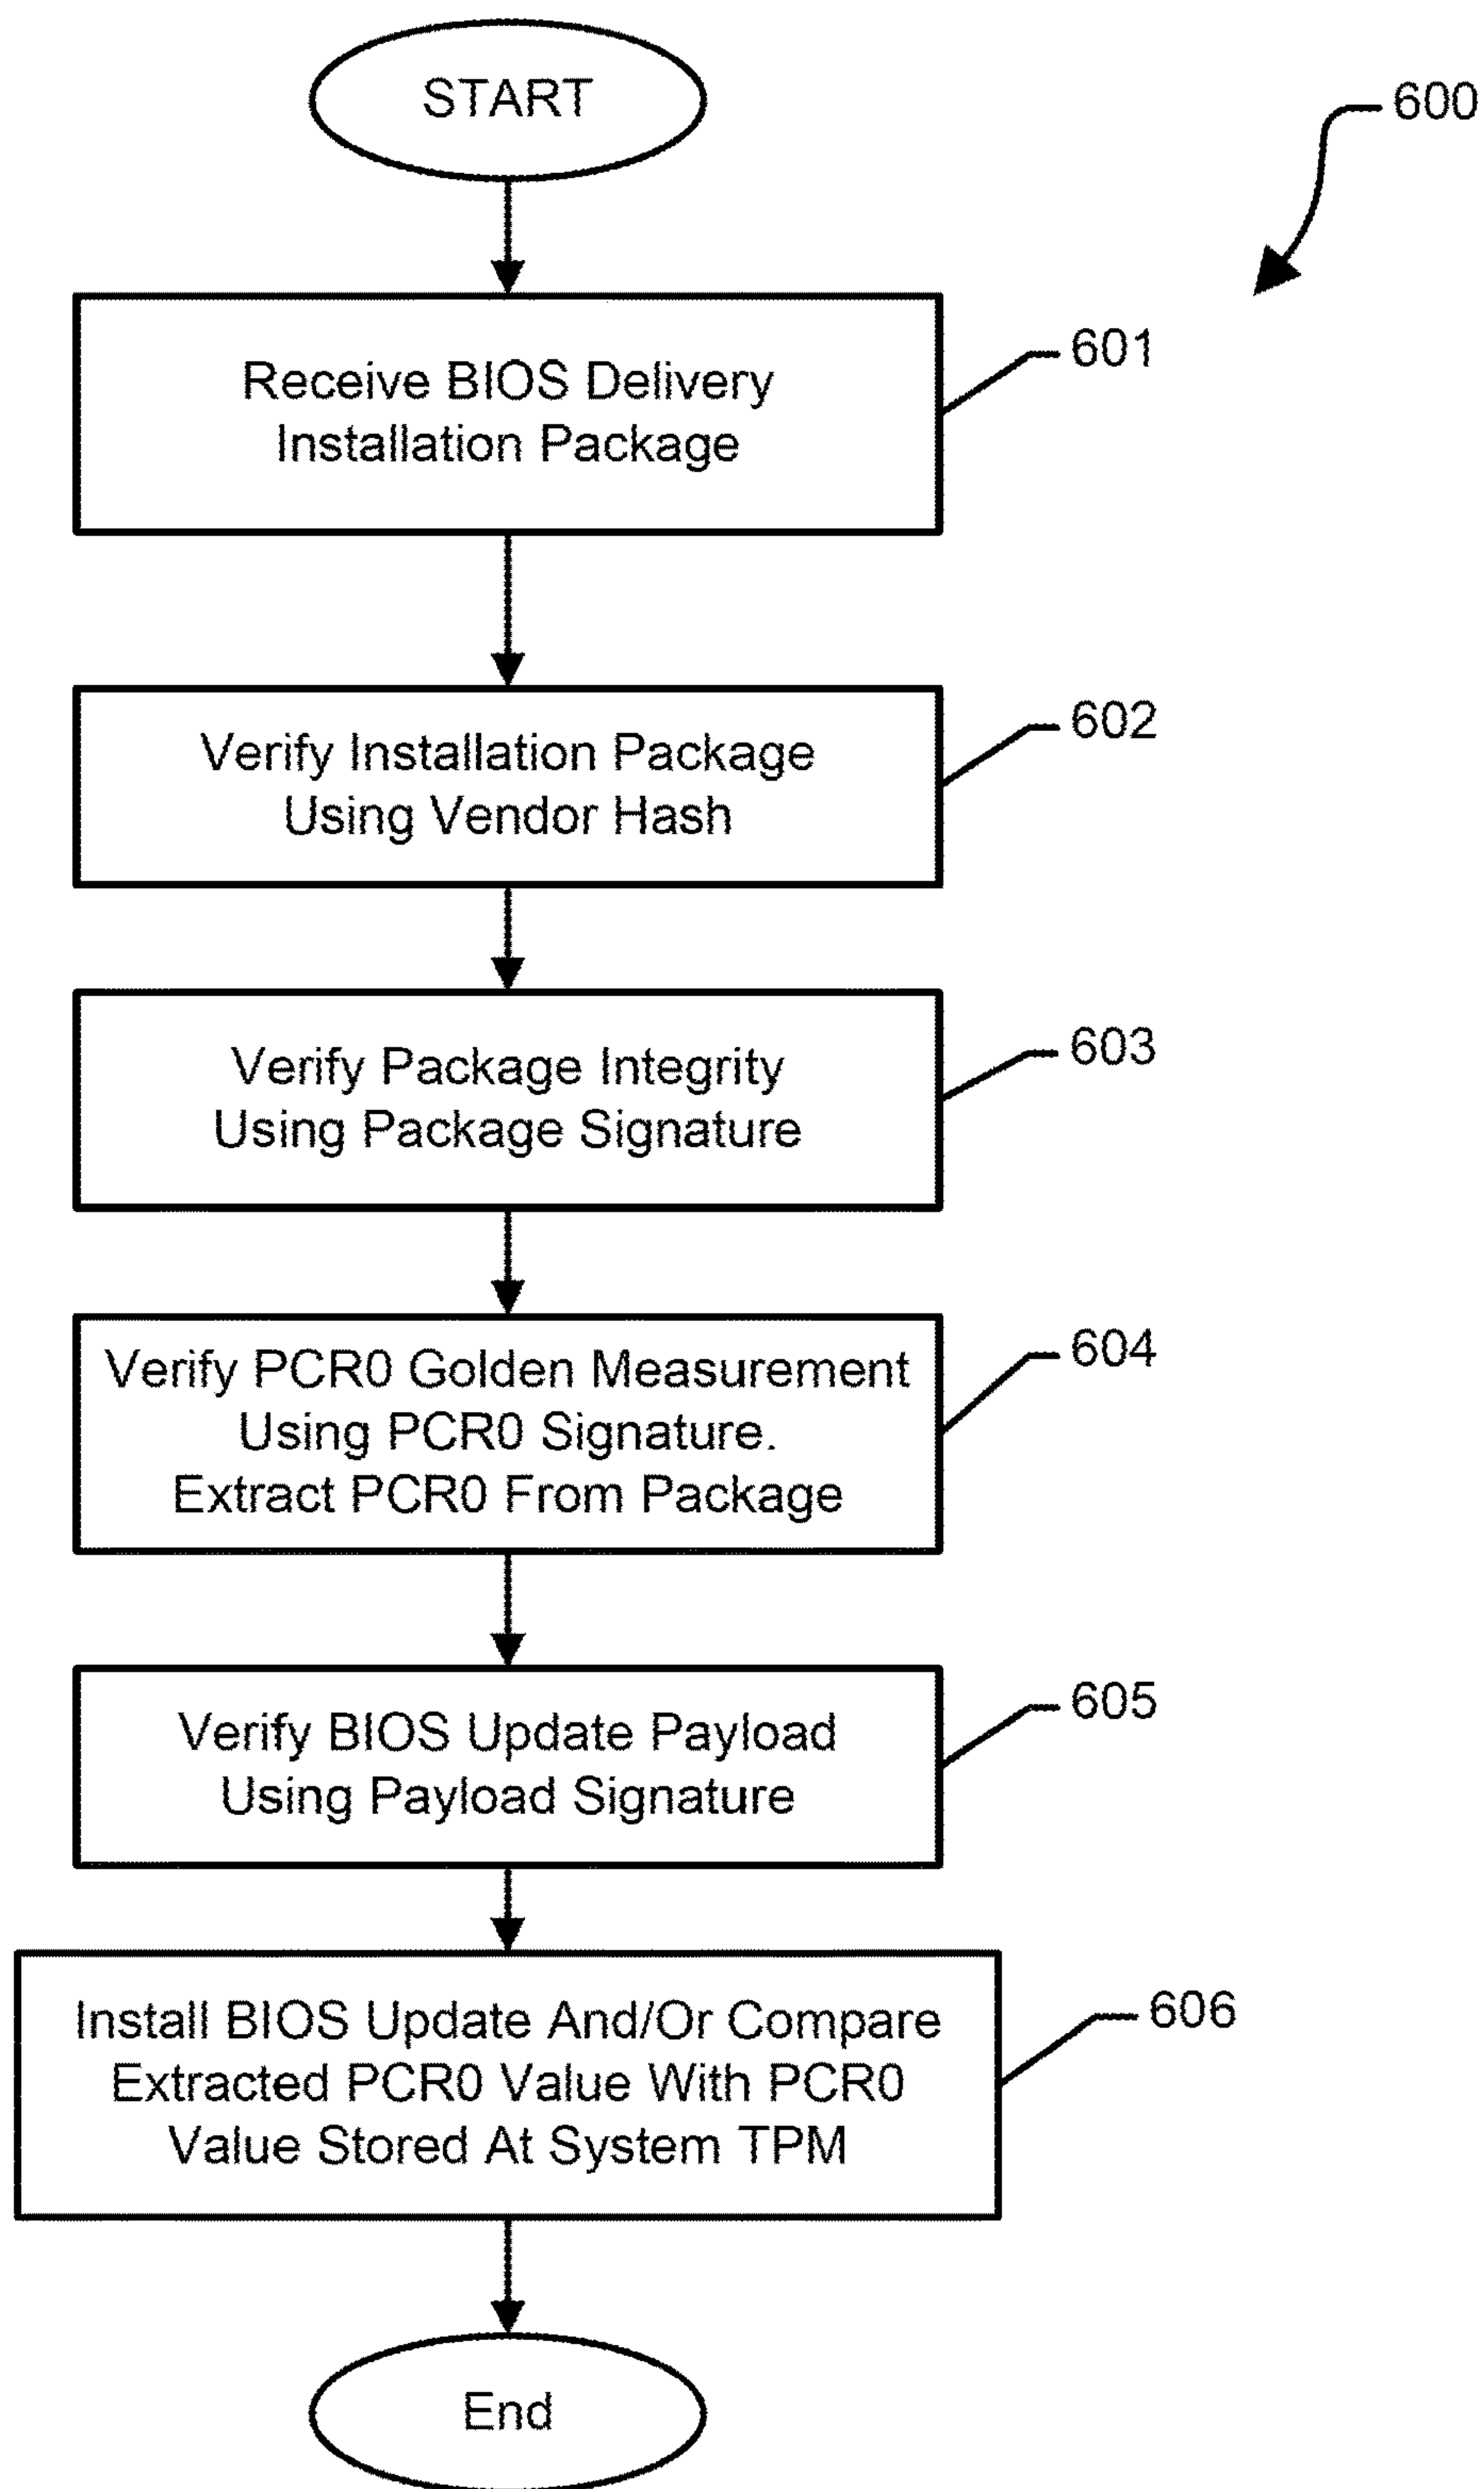 START
600
Receive BIOS Delivery
Installation Package
601
Verify Installation Package
Using Vendor Hash
602
Verify Package Integrity
Using Package Signature
603
Verify PCR0 Golden Measurement
Using PCR0 Signature.
Extract PCR0 From Package
604
Verify BIOS Update Payload
Using Payload Signature
605
Install BIOS Update And/Or Compare
Extracted PCR0 Value With PCR0
Value Stored At System TPM
606
End